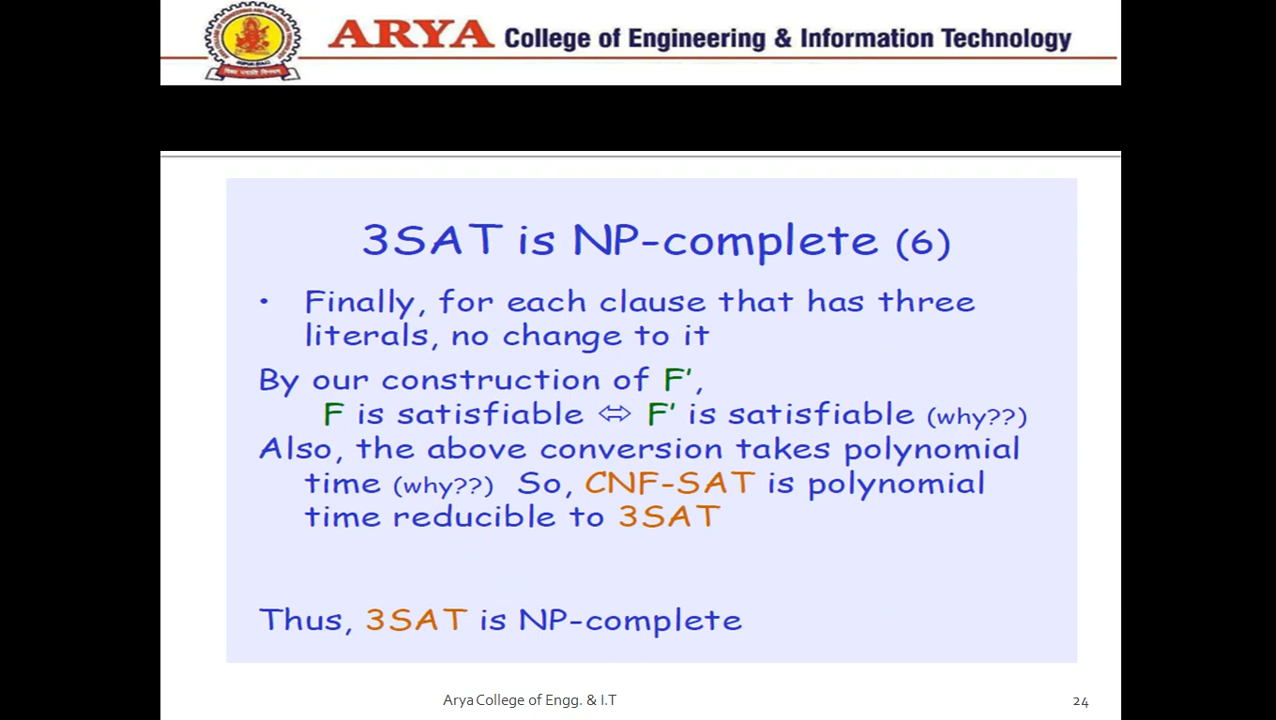 ARYA College of Engineering & Information Technology
3SAT is NP-complete (6)
• Finally, for each clause that has three
literals, no change to it
By our construction of F',
F is satisfiable ⇔ F' is satisfiable (why??)
Also, the above conversion takes polynomial
time (why??) So, CNF-SAT is polynomial
time reducible to 3SAT
Thus, 3SAT is NP-complete
Arya College of Engg. & I.T
24